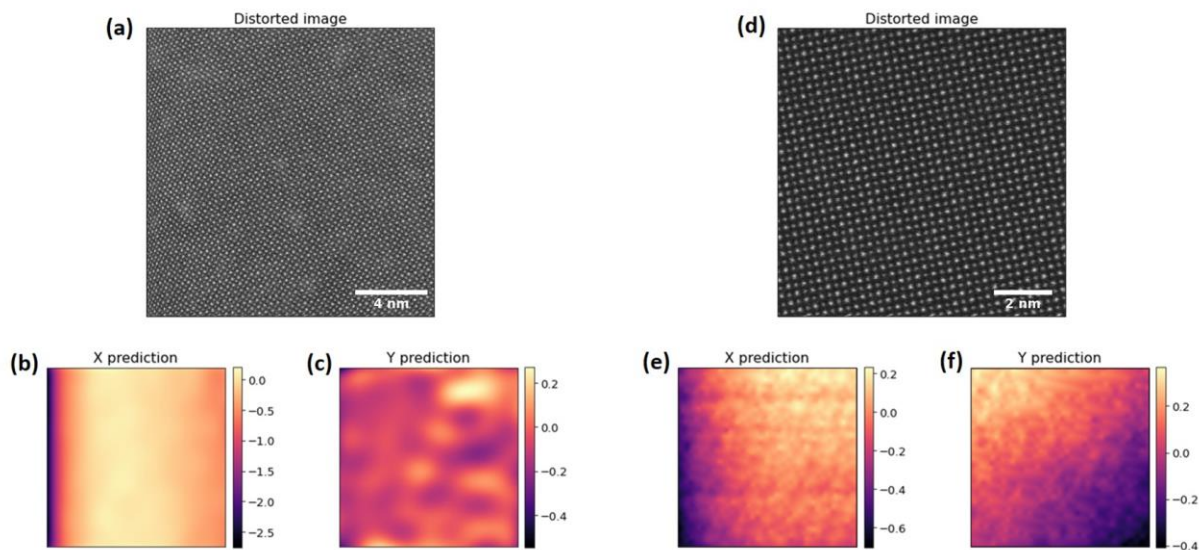 (a)
Distorted image
4 nm
(d)
Distorted image
2 nm
(b)
X prediction
0.0
−0.5
−1.0
−1.5
−2.0
−2.5
(c)
Y prediction
0.2
0.0
−0.2
−0.4
(e)
X prediction
0.2
0.0
−0.2
−0.4
−0.6
(f)
Y prediction
0.2
0.0
−0.2
−0.4